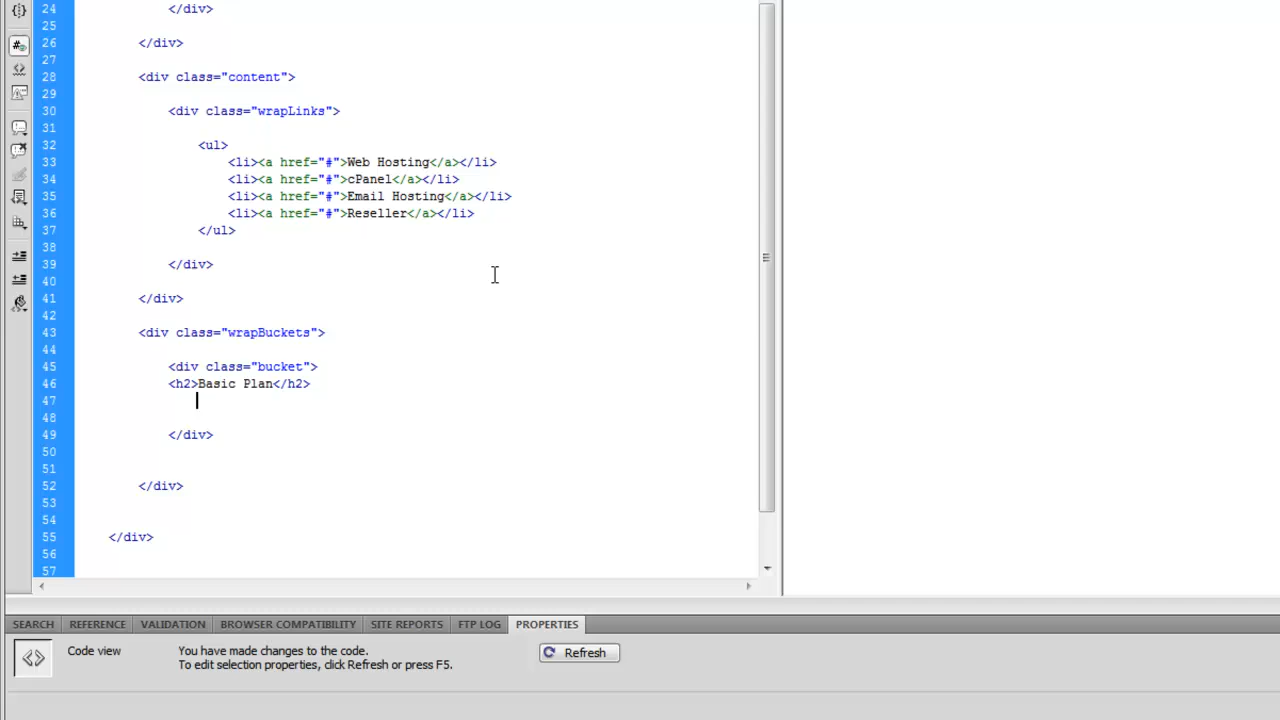 24 </div>
25
26 </div>
27
28 <div class="content">
29
30 <div class="wrapLinks">
31
32 <ul>
33 <li><a href="#">Web Hosting</a></li>
34 <li><a href="#">cPanel</a></li>
35 <li><a href="#">Email Hosting</a></li>
36 <li><a href="#">Reseller</a></li>
37 </ul>
38
39 </div>
40
41 </div>
42
43 <div class="wrapBuckets">
44
45 <div class="bucket">
46 <h2>Basic Plan</h2>
47
48
49 </div>
50
51
52 </div>
53
54
55 </div>
56
57
SEARCH REFERENCE VALIDATION BROWSER COMPATIBILITY SITE REPORTS FTP LOG PROPERTIES
Code view You have made changes to the code. Refresh
To edit selection properties, click Refresh or press F5.